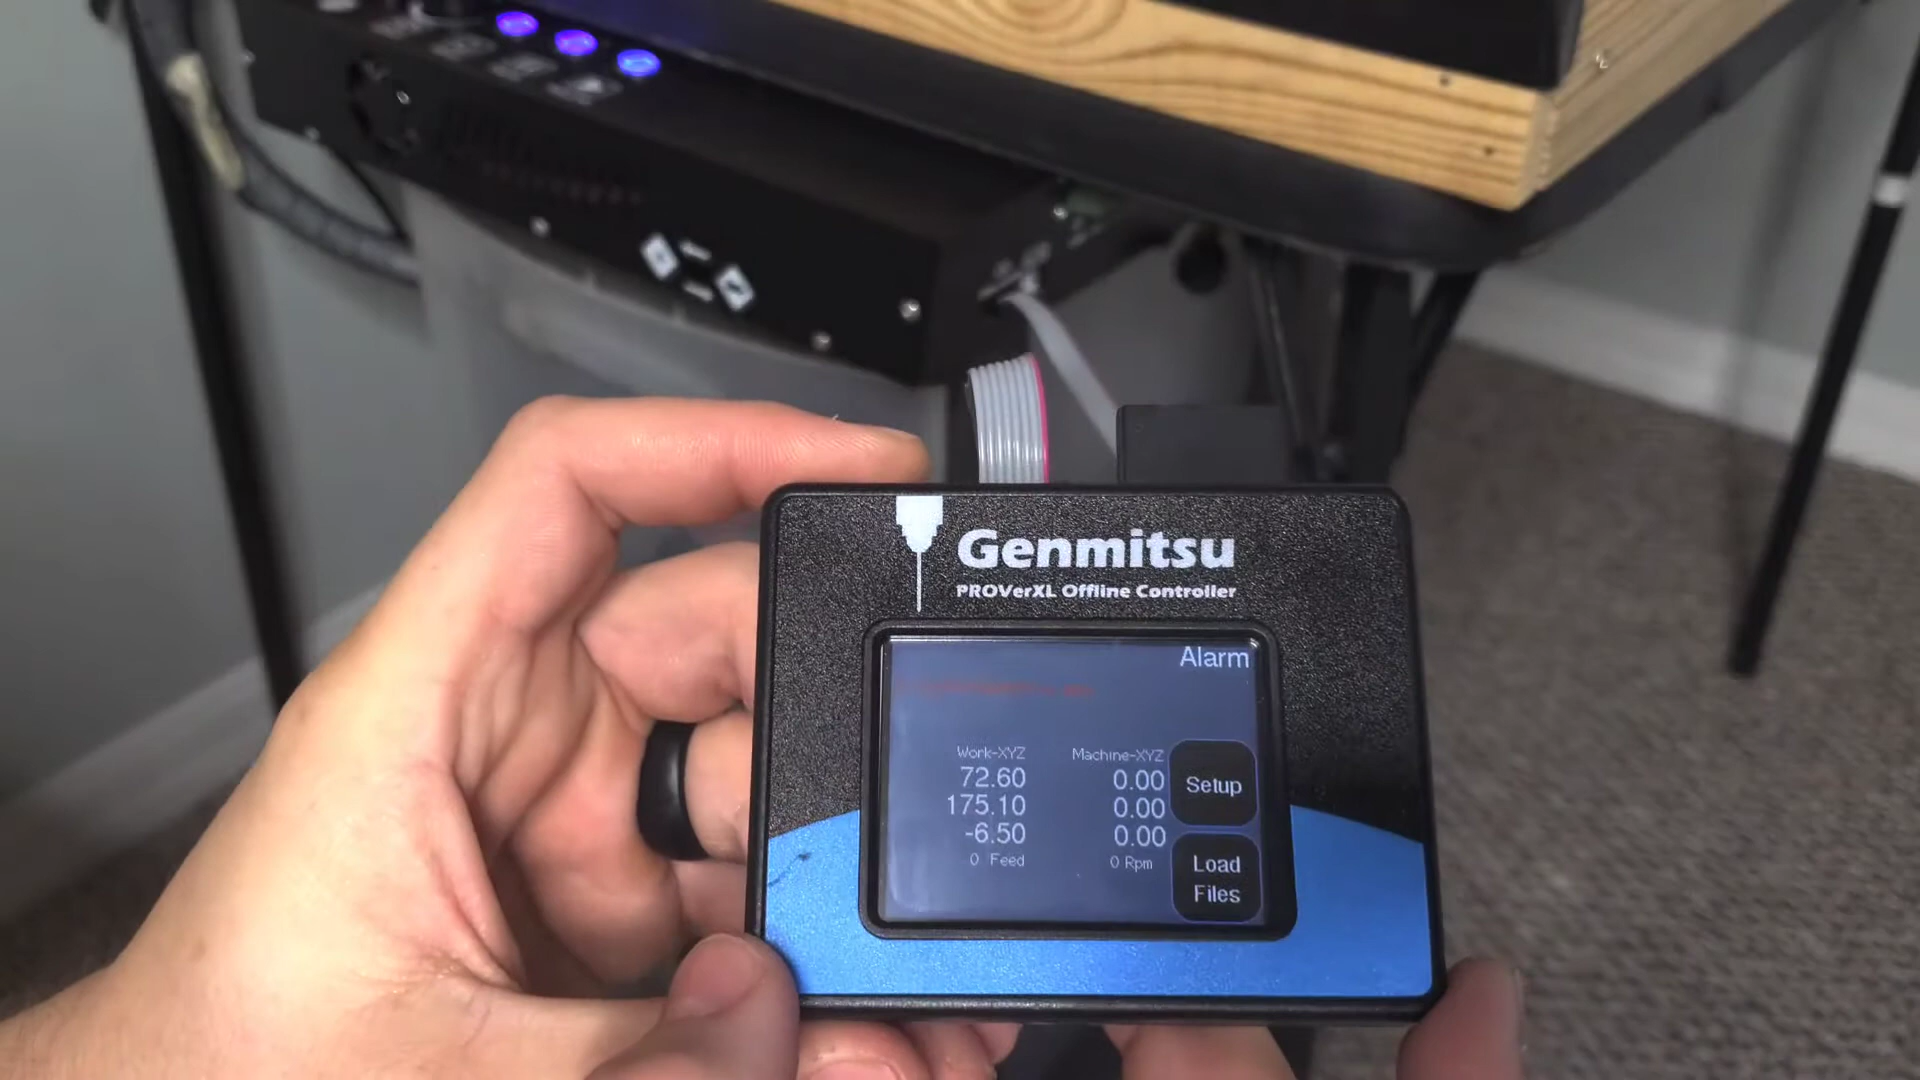 Genmitsu
PROVerXL Offline Controller
Alarm
Work-XYZ Machine-XYZ
72.60 0.00
175.10 0.00
-6.50 0.00
0 Feed 0 Rpm
Setup
Load
Files